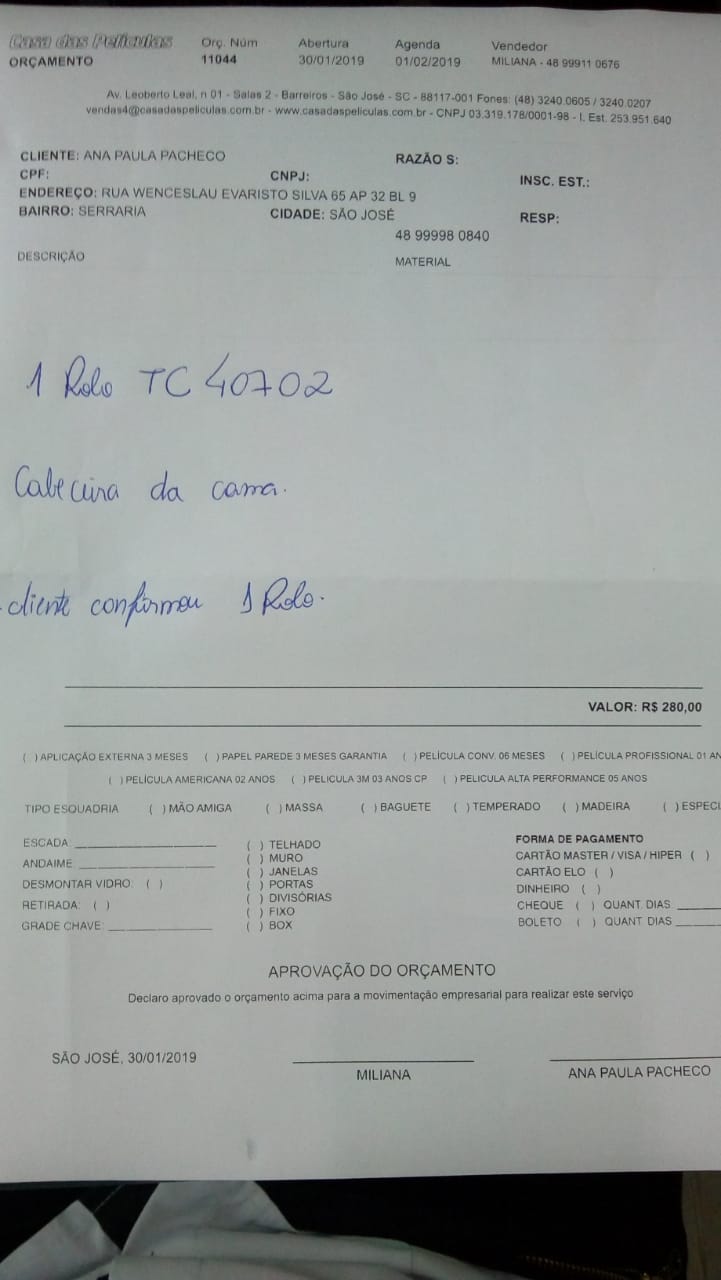 Casa das Películas Orç. Núm Abertura Agenda Vendedor
ORÇAMENTO 11044 30/01/2019 01/02/2019 MILIANA - 48 99911 0676
Av. Leoberto Leal, n 01 - Salas 2 - Barreiros - São José - SC - 88117-001 Fones: (48) 3240.0605 / 3240.0207
vendas4@casadaspeliculas.com.br - www.casadaspeliculas.com.br - CNPJ 03.319.178/0001-98 - I. Est. 253.951.640
CLIENTE: ANA PAULA PACHECO RAZÃO S:
CPF: CNPJ: INSC. EST.:
ENDEREÇO: RUA WENCESLAU EVARISTO SILVA 65 AP 32 BL 9
BAIRRO: SERRARIA CIDADE: SÃO JOSÉ RESP:
48 99998 0840
DESCRIÇÃO MATERIAL
1 Rolo TC 40702
Cabeceira da cama.
cliente confirmou 1 Rolo.
VALOR: R$ 280,00
( ) APLICAÇÃO EXTERNA 3 MESES ( ) PAPEL PAREDE 3 MESES GARANTIA ( ) PELÍCULA CONV. 06 MESES ( ) PELÍCULA PROFISSIONAL 01 AN
( ) PELÍCULA AMERICANA 02 ANOS ( ) PELICULA 3M 03 ANOS CP ( ) PELICULA ALTA PERFORMANCE 05 ANOS
TIPO ESQUADRIA ( ) MÃO AMIGA ( ) MASSA ( ) BAGUETE ( ) TEMPERADO ( ) MADEIRA ( ) ESPECI
ESCADA: ( ) TELHADO FORMA DE PAGAMENTO
ANDAIME: ( ) MURO CARTÃO MASTER / VISA / HIPER ( )
DESMONTAR VIDRO: ( ) ( ) JANELAS CARTÃO ELO ( )
RETIRADA: ( ) ( ) PORTAS DINHEIRO ( )
( ) DIVISÓRIAS CHEQUE ( ) QUANT. DIAS
GRADE CHAVE: ( ) FIXO BOLETO ( ) QUANT DIAS
( ) BOX
APROVAÇÃO DO ORÇAMENTO
Declaro aprovado o orçamento acima para a movimentação empresarial para realizar este serviço
SÃO JOSÉ, 30/01/2019
MILIANA ANA PAULA PACHECO